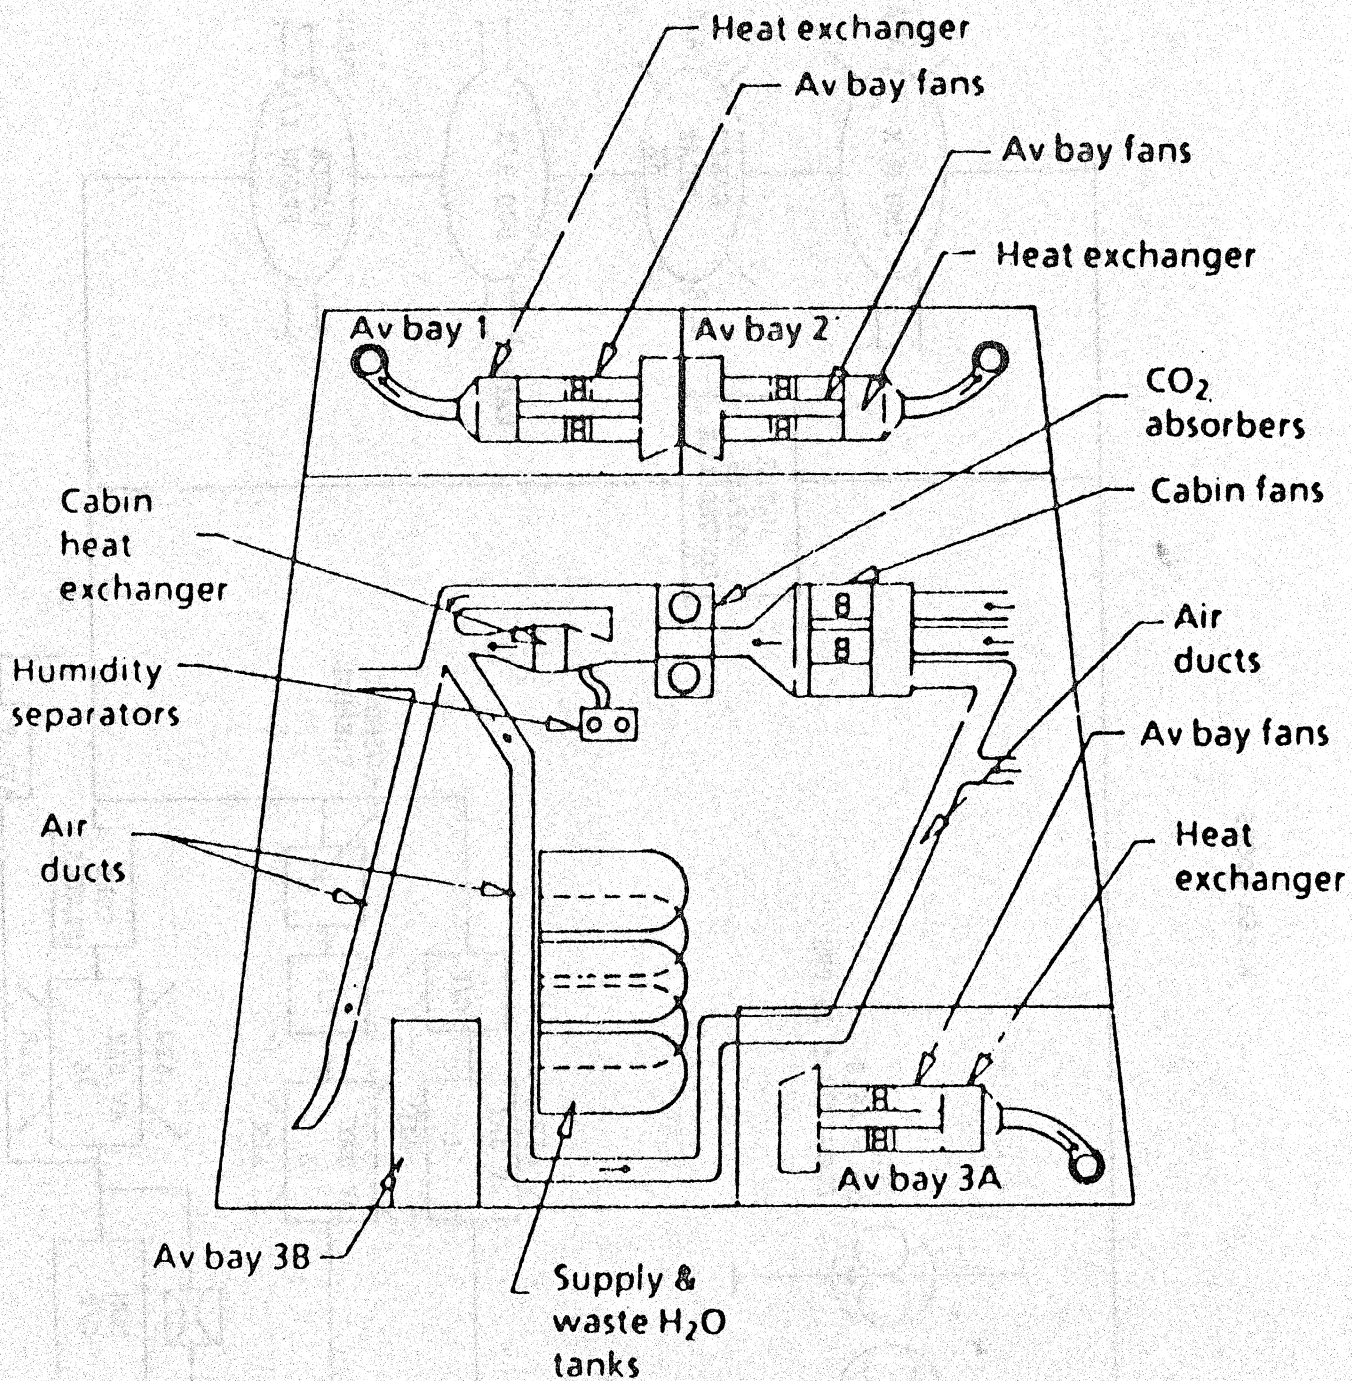 Heat exchanger
Av bay fans
Av bay fans
Heat exchanger
Av bay 1
Av bay 2
CO₂
absorbers
Cabin fans
Cabin
heat
exchanger
Air
ducts
Humidity
separators
Av bay fans
Air
ducts
Heat
exchanger
Av bay 3A
Av bay 3B
Supply &
waste H₂O
tanks